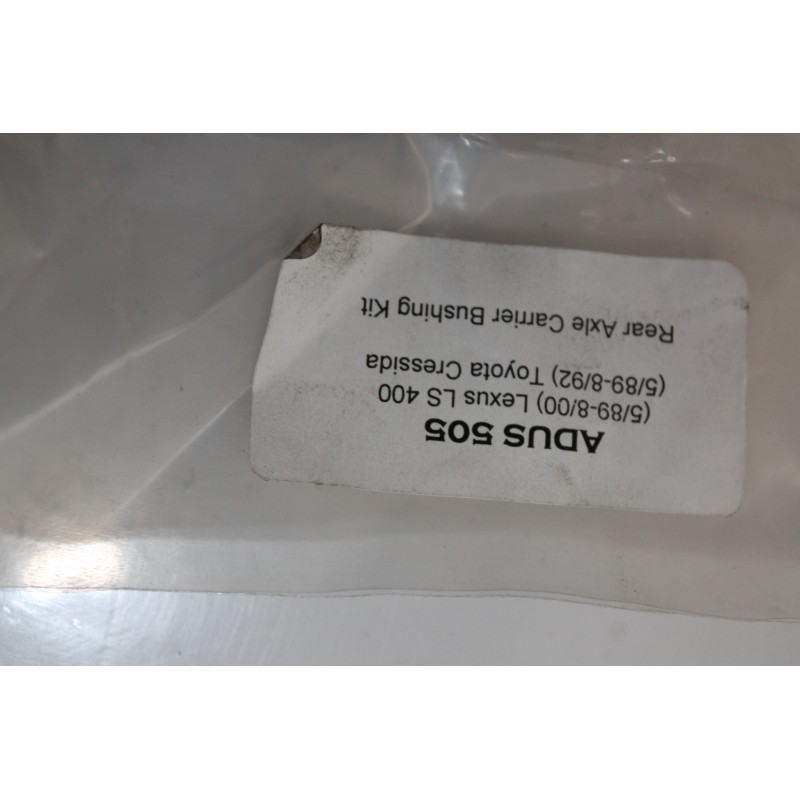 ADUS 505
(5/89-8/00) Lexus LS 400
(5/89-8/92) Toyota Cressida
Rear Axle Carrier Bushing Kit